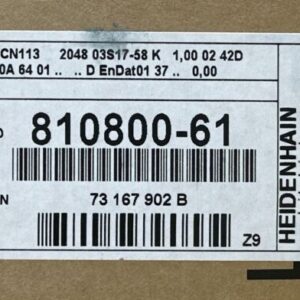 CN113 2048 03S17-58 K 1,00 02 42D
0A 64 01 .. .. D EnDat01 37 .. 0,00
810800-61
N 73 167 902 B
Z9
HEIDENHAIN